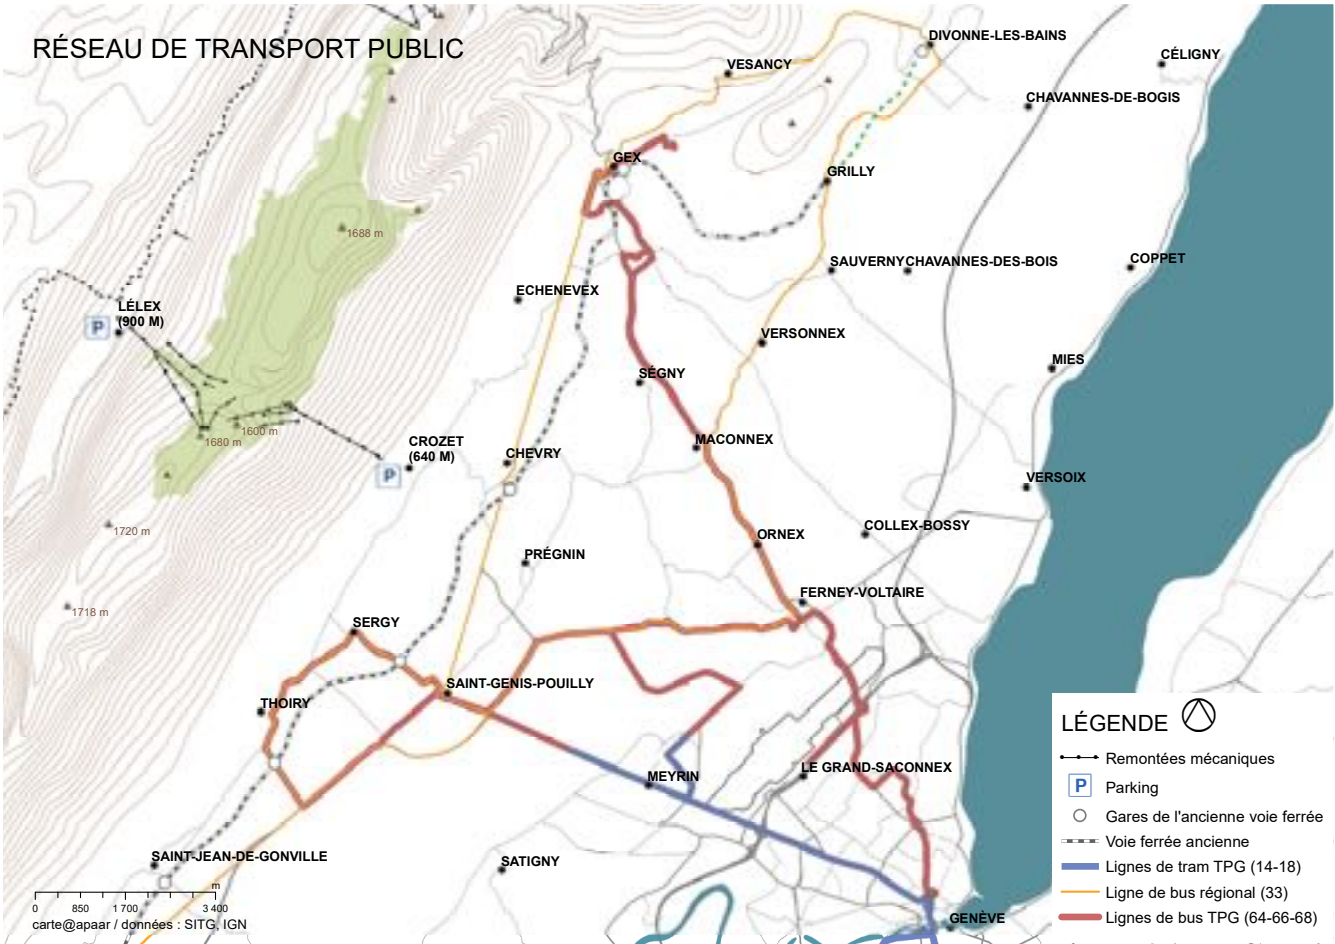 RÉSEAU DE TRANSPORT PUBLIC
DIVONNE-LES-BAINS
CÉLIGNY
VESANCY
CHAVANNES-DE-BOGIS
GEX
GRILLY
1688 m
SAUVERNY
CHAVANNES-DES-BOIS
COPPET
ECHENEVEX
LÉLEX
(900 M)
P
VERSONNEX
MIES
SÉGNY
1600 m
1680 m
MACONNEX
CROZET
(640 M)
P
CHEVRY
VERSOIX
1720 m
COLLEX-BOSSY
ORNEX
PRÉGNIN
FERNEY-VOLTAIRE
1718 m
SERGY
SAINT-GENIS-POUILLY
THOIRY
LE GRAND-SACONNEX
MEYRIN
SAINT-JEAN-DE-GONVILLE
SATIGNY
GENÈVE
LÉGENDE
Remontées mécaniques
P Parking
Gares de l'ancienne voie ferrée
Voie ferrée ancienne
Lignes de tram TPG (14-18)
Ligne de bus régional (33)
Lignes de bus TPG (64-66-68)
m
0 850 1 700 3 400
carte@apaar / données : SITG, IGN